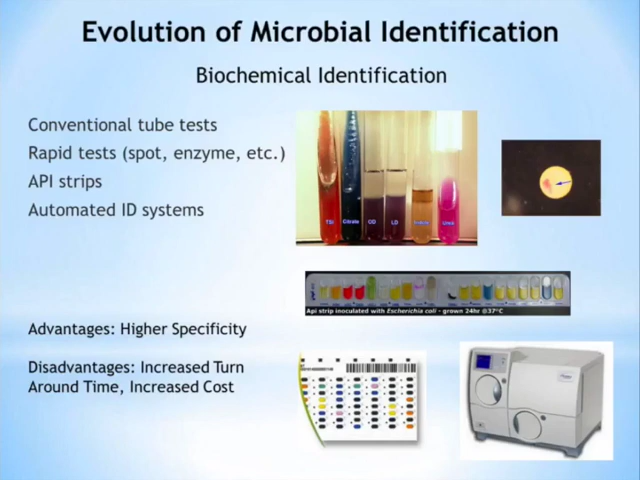 Evolution of Microbial Identification
Biochemical Identification
Conventional tube tests
Rapid tests (spot, enzyme, etc.)
API strips
Automated ID systems
TSI Citrate OD LD
Api strip inoculated with Escherichia coli - grown 24hr @37°C
Advantages: Higher Specificity
Disadvantages: Increased Turn
Around Time, Increased Cost